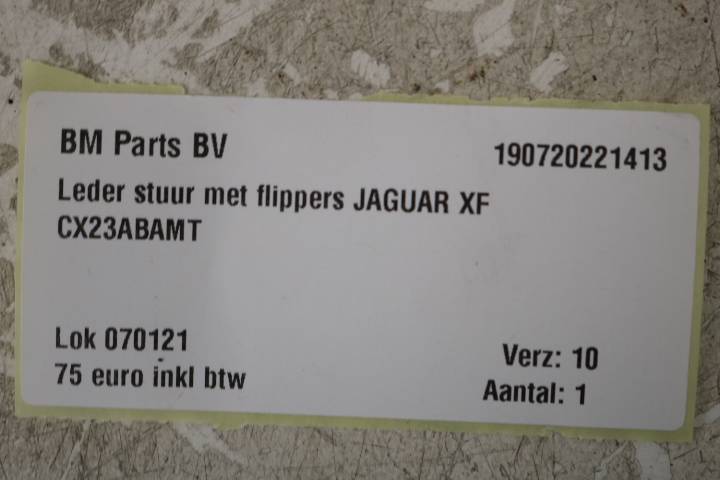 BM Parts BV 190720221413
Leder stuur met flippers JAGUAR XF
CX23ABAMT
Lok 070121 Verz: 10
75 euro inkl btw Aantal: 1